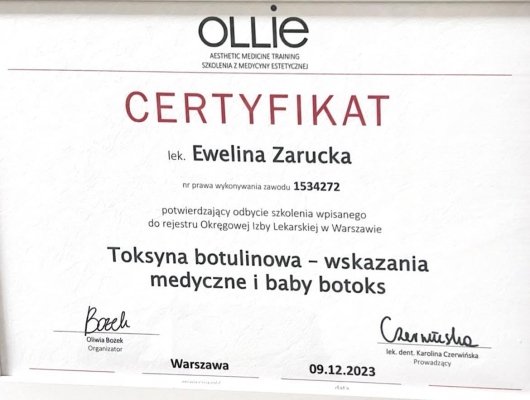 OLLIE
AESTHETIC MEDICINE TRAINING
SZKOLENIA Z MEDYCYNY ESTETYCZNEJ
CERTYFIKAT
lek. Ewelina Zarucka
nr prawa wykonywania zawodu 1534272
potwierdzający odbycie szkolenia wpisanego
do rejestru Okręgowej Izby Lekarskiej w Warszawie
Toksyna botulinowa – wskazania
medyczne i baby botoks
Bożek
Oliwia Bożek
Organizator
Czerwińska
lek. dent. Karolina Czerwińska
Prowadzący
Warszawa
09.12.2023